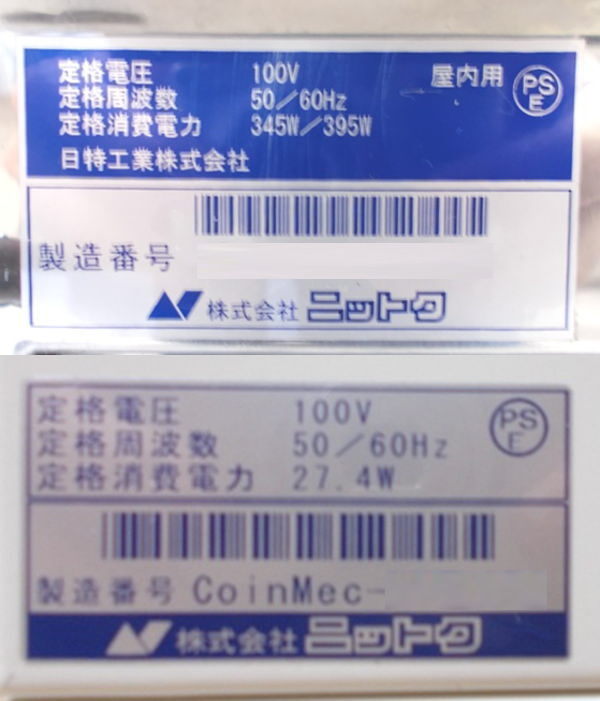 定格電圧 100V 屋内用 PSE
定格周波数 50／60Hz
定格消費電力 345W／395W
日特工業株式会社
製造番号
株式会社 ニットク
定格電圧 100V PSE
定格周波数 50／60Hz
定格消費電力 27.4W
製造番号 CoinMec-
株式会社 ニットク